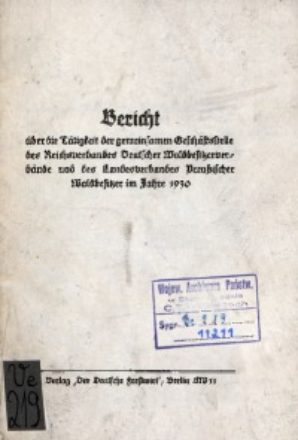 Bericht
über die Tätigkeit der gemeinsamen Geschäftsstelle
des Reichsverbandes Deutscher Waldbesitzerver-
bände und des Landesverbandes Preußischer
Waldbesitzer im Jahre 1930
Wojew. Archiwum Państw.
Sygn.
11211
Ve
219
Verlag „Der Deutsche Forstwirt", Berlin SW 11